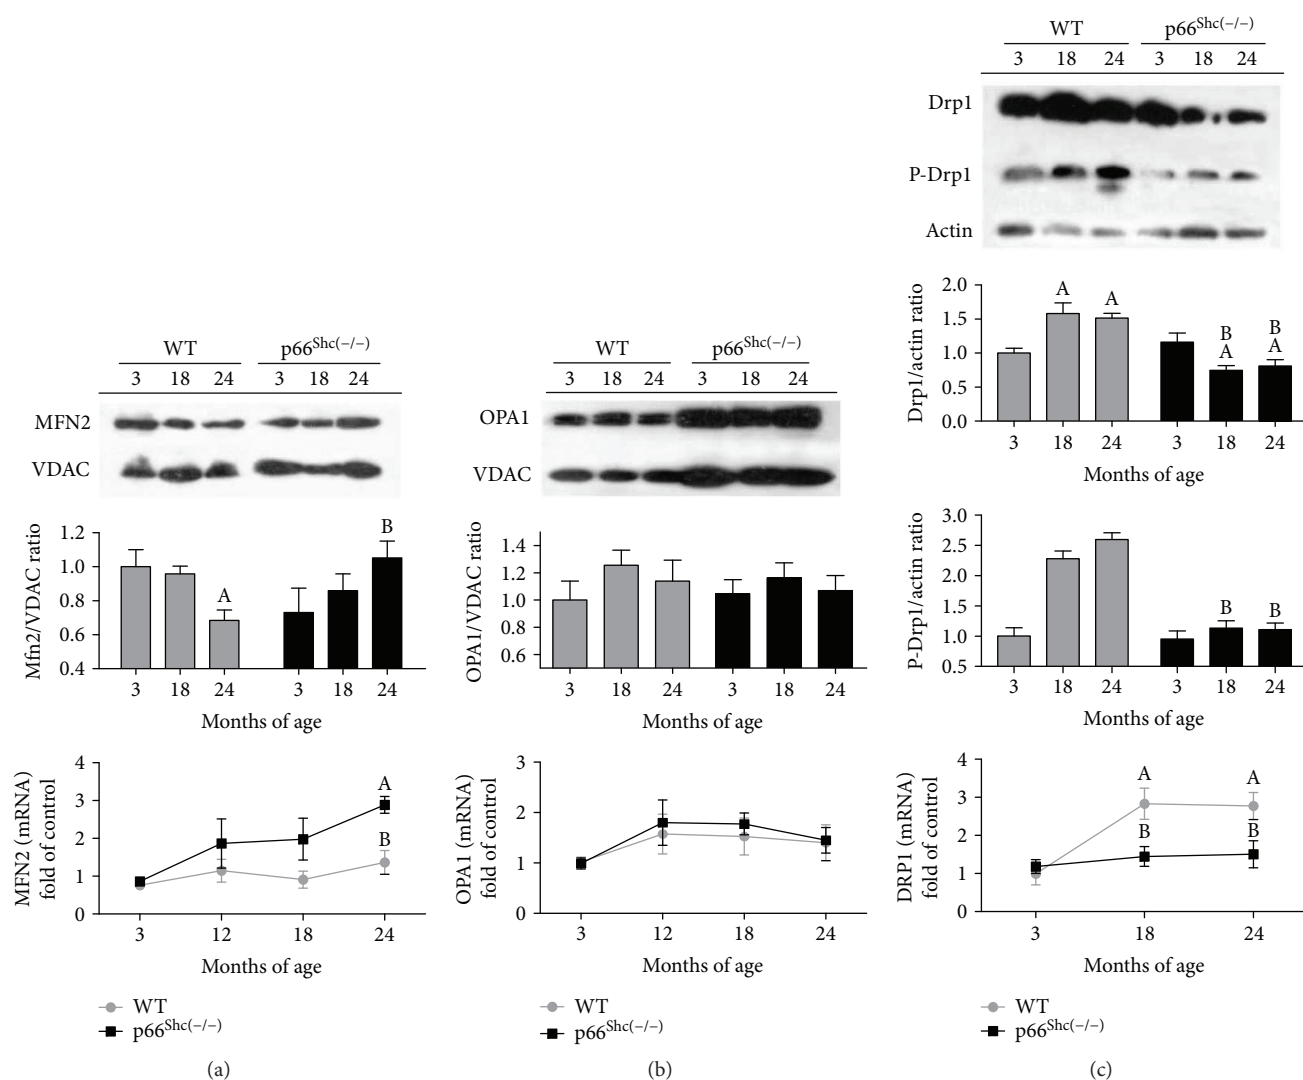 WT p66Shc(−/−)
3 18 24 3 18 24
MFN2
VDAC
Mfn2/VDAC ratio
1.2
1.0
0.8
0.6
0.4
A
B
3 18 24 3 18 24
Months of age
MFN2 (mRNA)
fold of control
4
3
2
1
0
A
B
3 12 18 24
Months of age
WT
p66Shc(−/−)
(a)
WT p66Shc(−/−)
3 18 24 3 18 24
OPA1
VDAC
OPA1/VDAC ratio
1.4
1.2
1.0
0.8
0.6
3 18 24 3 18 24
Months of age
OPA1 (mRNA)
fold of control
3
2
1
0
3 12 18 24
Months of age
WT
p66Shc(−/−)
(b)
WT p66Shc(−/−)
3 18 24 3 18 24
Drp1
P-Drp1
Actin
Drp1/actin ratio
2.0
1.5
1.0
0.5
0.0
A A
B B
A A
3 18 24 3 18 24
Months of age
P-Drp1/actin ratio
3.0
2.5
2.0
1.5
1.0
0.5
B B
3 18 24 3 18 24
Months of age
DRP1 (mRNA)
fold of control
4
3
2
1
0
A A
B B
3 18 24
Months of age
WT
p66Shc(−/−)
(c)